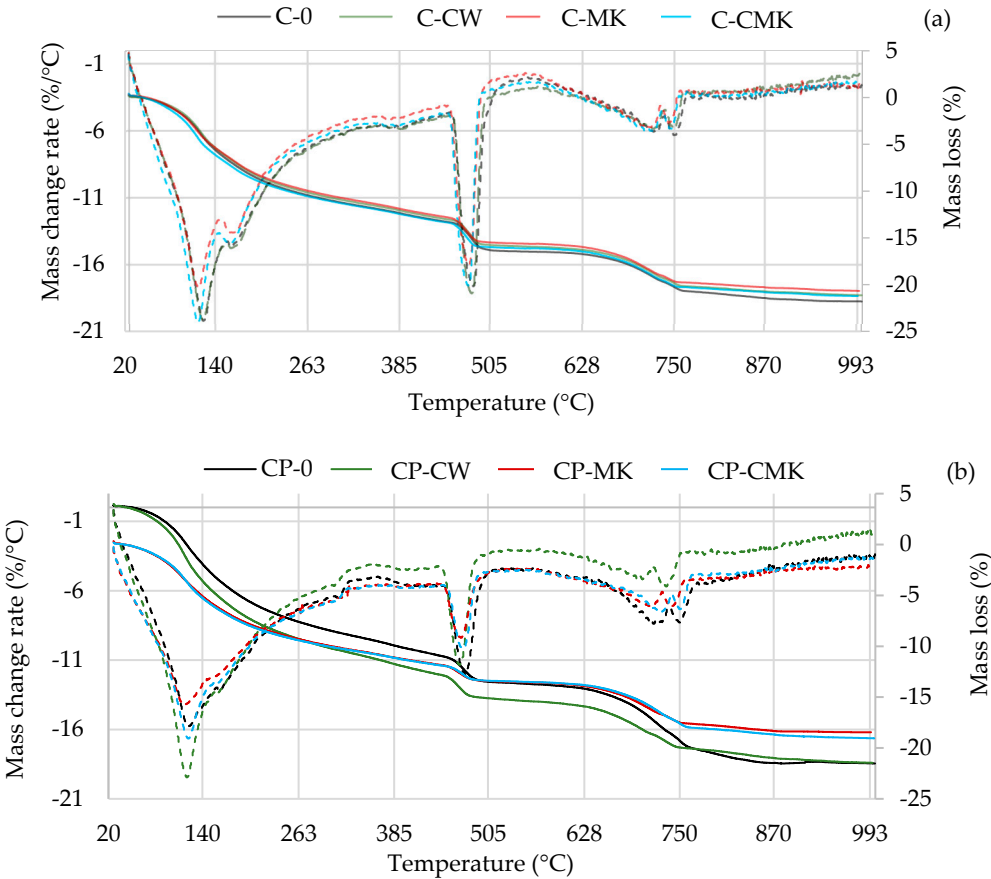 C-0 C-CW C-MK C-CMK (a)
Mass change rate (%/°C)
-1
-6
-11
-16
-21
5
0
-5
-10
-15
-20
-25
Mass loss (%)
20 140 263 385 505 628 750 870 993
Temperature (°C)
CP-0 CP-CW CP-MK CP-CMK (b)
Mass change rate (%/°C)
-1
-6
-11
-16
-21
5
0
-5
-10
-15
-20
-25
Mass loss (%)
20 140 263 385 505 628 750 870 993
Temperature (°C)